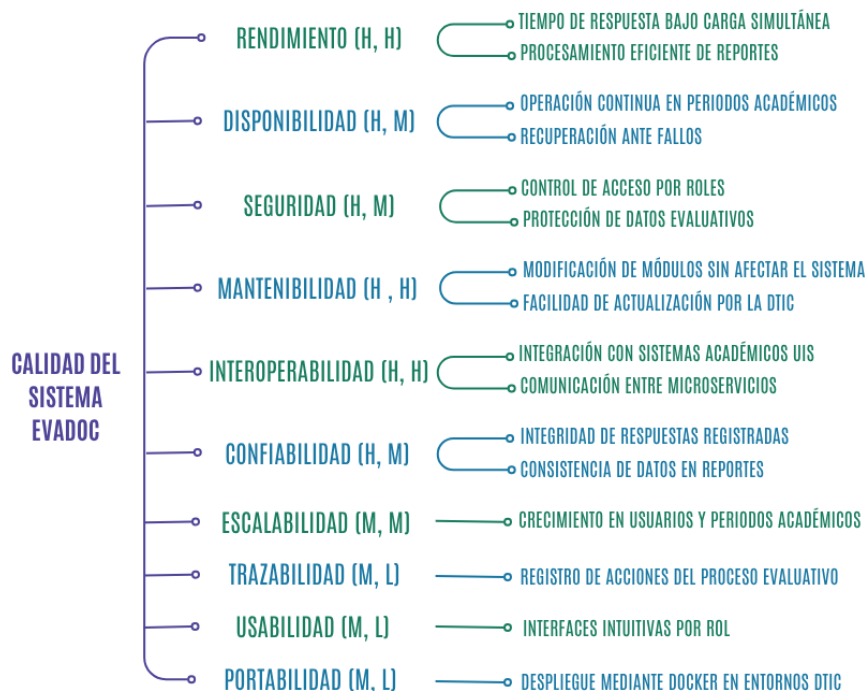 CALIDAD DEL
SISTEMA
EVADOC
RENDIMIENTO (H, H)
TIEMPO DE RESPUESTA BAJO CARGA SIMULTÁNEA
PROCESAMIENTO EFICIENTE DE REPORTES
DISPONIBILIDAD (H, M)
OPERACIÓN CONTINUA EN PERIODOS ACADÉMICOS
RECUPERACIÓN ANTE FALLOS
SEGURIDAD (H, M)
CONTROL DE ACCESO POR ROLES
PROTECCIÓN DE DATOS EVALUATIVOS
MANTENIBILIDAD (H , H)
MODIFICACIÓN DE MÓDULOS SIN AFECTAR EL SISTEMA
FACILIDAD DE ACTUALIZACIÓN POR LA DTIC
INTEROPERABILIDAD (H, H)
INTEGRACIÓN CON SISTEMAS ACADÉMICOS UIS
COMUNICACIÓN ENTRE MICROSERVICIOS
CONFIABILIDAD (H, M)
INTEGRIDAD DE RESPUESTAS REGISTRADAS
CONSISTENCIA DE DATOS EN REPORTES
ESCALABILIDAD (M, M)
CRECIMIENTO EN USUARIOS Y PERIODOS ACADÉMICOS
TRAZABILIDAD (M, L)
REGISTRO DE ACCIONES DEL PROCESO EVALUATIVO
USABILIDAD (M, L)
INTERFACES INTUITIVAS POR ROL
PORTABILIDAD (M, L)
DESPLIEGUE MEDIANTE DOCKER EN ENTORNOS DTIC